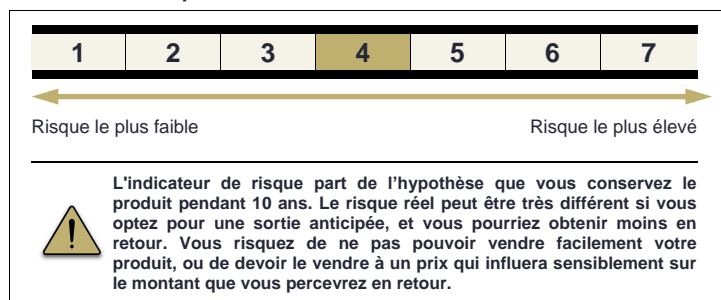 1 2 3 4 5 6 7
Risque le plus faible Risque le plus élevé
L'indicateur de risque part de l’hypothèse que vous conservez le
produit pendant 10 ans. Le risque réel peut être très différent si vous
optez pour une sortie anticipée, et vous pourriez obtenir moins en
retour. Vous risquez de ne pas pouvoir vendre facilement votre
produit, ou de devoir le vendre à un prix qui influera sensiblement sur
le montant que vous percevrez en retour.